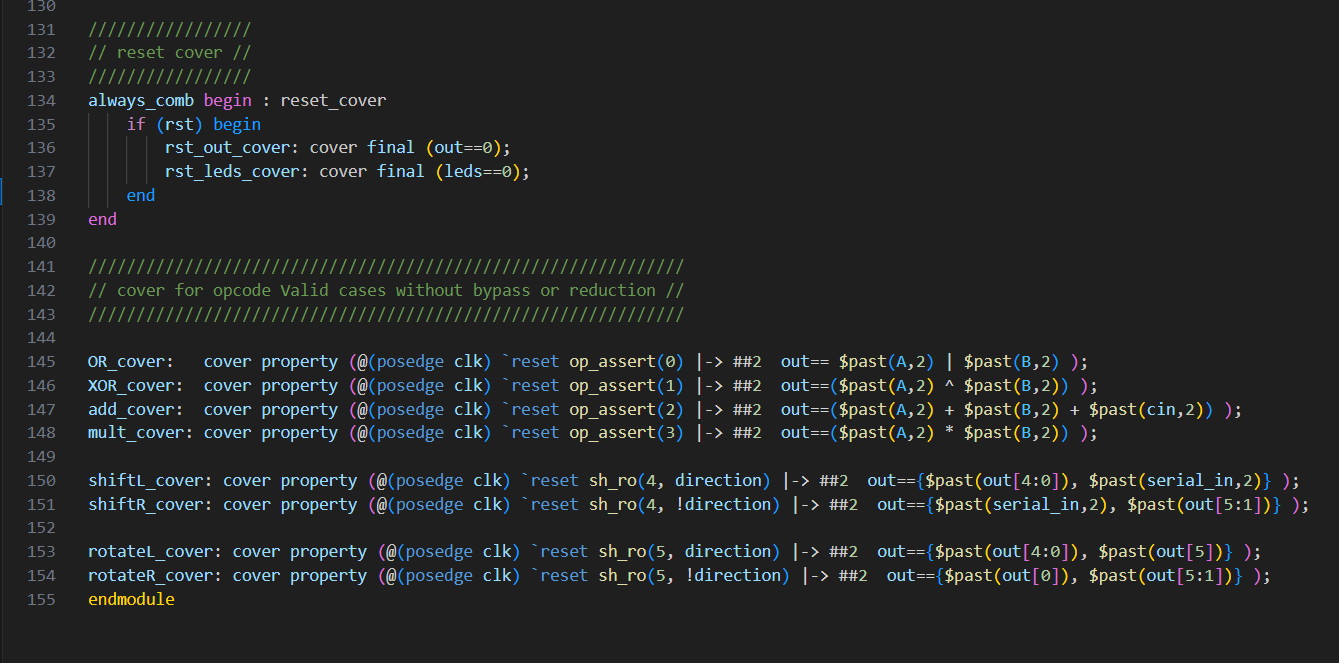 130
131 /////////////////
132 // reset cover //
133 /////////////////
134 always_comb begin : reset_cover
135     if (rst) begin
136         rst_out_cover: cover final (out==0);
137         rst_leds_cover: cover final (leds==0);
138     end
139 end
140
141 //////////////////////////////////////////////////////////////
142 // cover for opcode Valid cases without bypass or reduction //
143 //////////////////////////////////////////////////////////////
144
145 OR_cover:   cover property (@(posedge clk) `reset op_assert(0) |-> ##2  out== $past(A,2) | $past(B,2) );
146 XOR_cover:  cover property (@(posedge clk) `reset op_assert(1) |-> ##2  out==($past(A,2) ^ $past(B,2)) );
147 add_cover:  cover property (@(posedge clk) `reset op_assert(2) |-> ##2  out==($past(A,2) + $past(B,2) + $past(cin,2)) );
148 mult_cover: cover property (@(posedge clk) `reset op_assert(3) |-> ##2  out==($past(A,2) * $past(B,2)) );
149
150 shiftL_cover: cover property (@(posedge clk) `reset sh_ro(4, direction) |-> ##2  out=={$past(out[4:0]), $past(serial_in,2)} );
151 shiftR_cover: cover property (@(posedge clk) `reset sh_ro(4, !direction) |-> ##2  out=={$past(serial_in,2), $past(out[5:1])} );
152
153 rotateL_cover: cover property (@(posedge clk) `reset sh_ro(5, direction) |-> ##2  out=={$past(out[4:0]), $past(out[5])} );
154 rotateR_cover: cover property (@(posedge clk) `reset sh_ro(5, !direction) |-> ##2  out=={$past(out[0]), $past(out[5:1])} );
155 endmodule